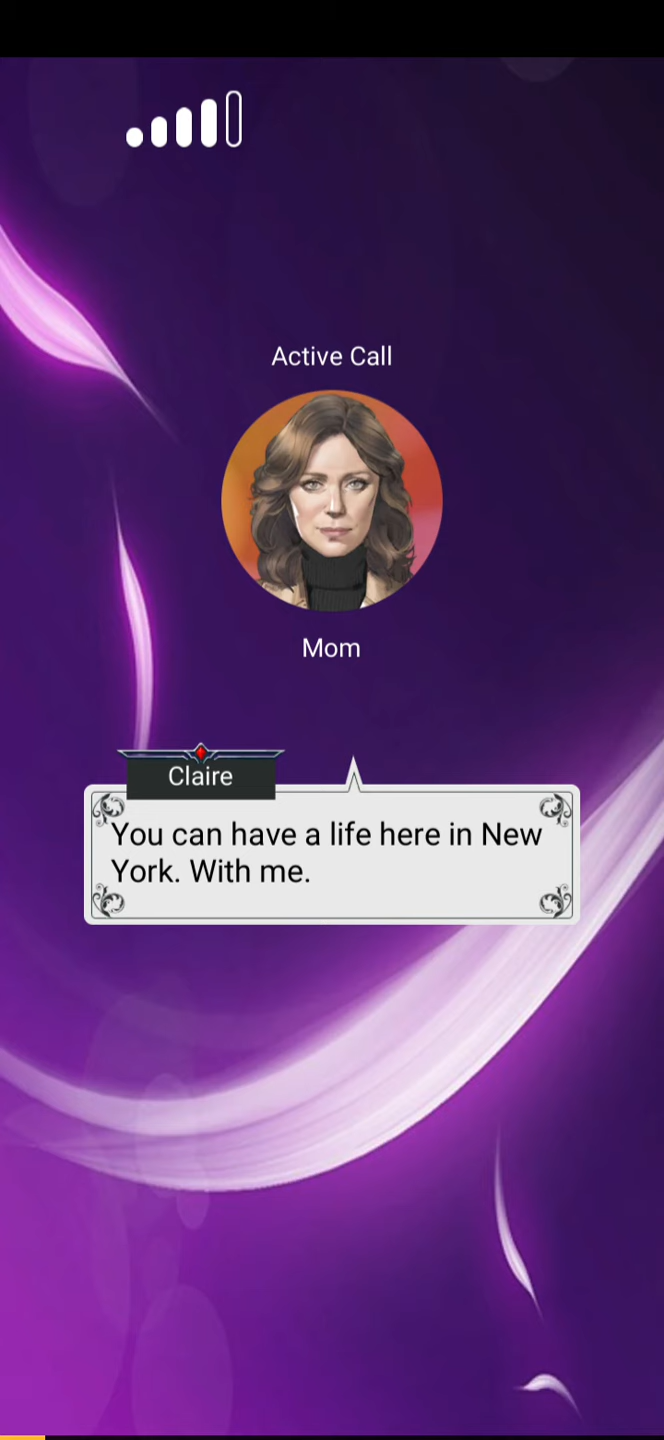 Active Call
Mom
Claire
You can have a life here in New
York. With me.